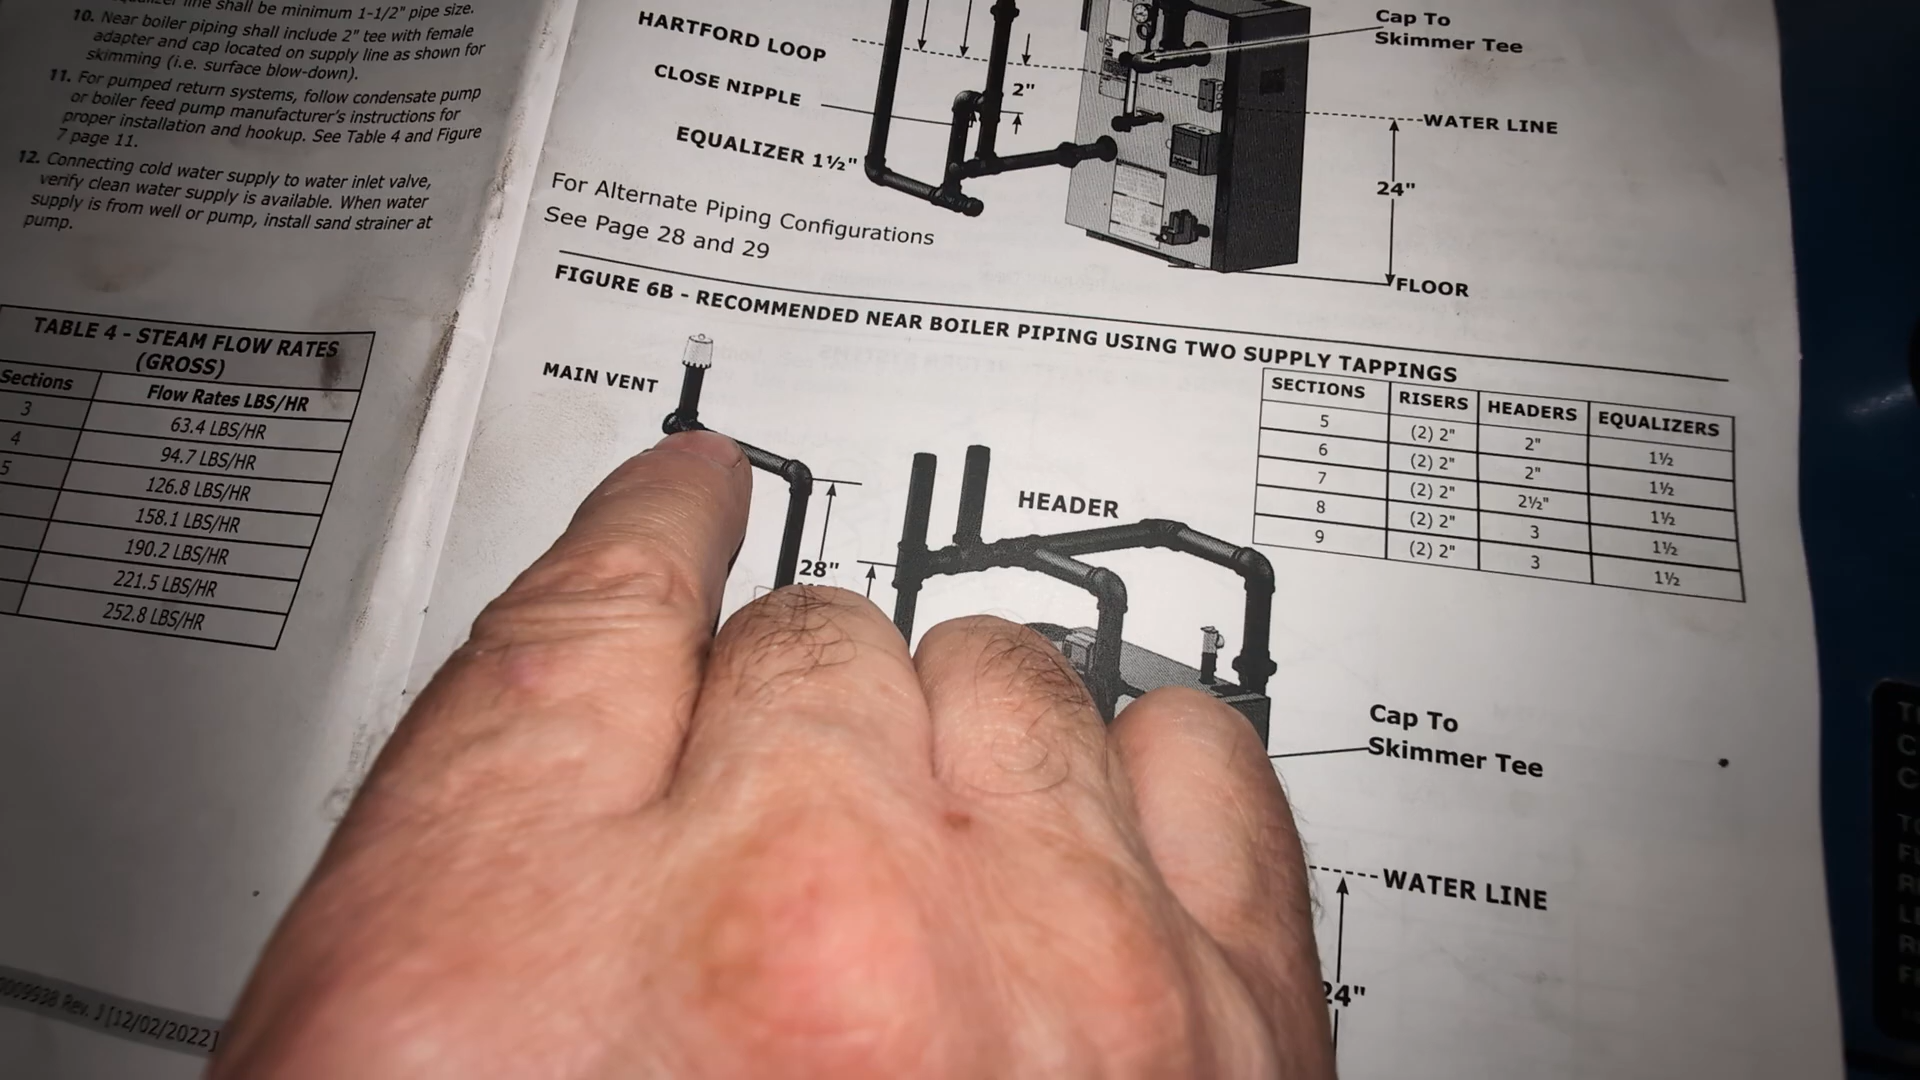 line shall be minimum 1-1/2" pipe size.
10. Near boiler piping shall include 2" tee with female
adapter and cap located on supply line as shown for
skimming (i.e. surface blow-down).
11. For pumped return systems, follow condensate pump
or boiler feed pump manufacturer's instructions for
proper installation and hookup. See Table 4 and Figure
7 page 11.
12. Connecting cold water supply to water inlet valve,
verify clean water supply is available. When water
supply is from well or pump, install sand strainer at
pump.
TABLE 4 - STEAM FLOW RATES
(GROSS)
Sections Flow Rates LBS/HR
3 63.4 LBS/HR
4 94.7 LBS/HR
5 126.8 LBS/HR
158.1 LBS/HR
190.2 LBS/HR
221.5 LBS/HR
252.8 LBS/HR
Rev. J [12/02/2022]
HARTFORD LOOP
CLOSE NIPPLE
EQUALIZER 1½"
2"
Cap To
Skimmer Tee
WATER LINE
24"
FLOOR
For Alternate Piping Configurations
See Page 28 and 29
FIGURE 6B - RECOMMENDED NEAR BOILER PIPING USING TWO SUPPLY TAPPINGS
MAIN VENT
HEADER
28"
SECTIONS RISERS HEADERS EQUALIZERS
5 (2) 2" 2" 1½
6 (2) 2" 2" 1½
7 (2) 2" 2½" 1½
8 (2) 2" 3 1½
9 (2) 2" 3 1½
Cap To
Skimmer Tee
WATER LINE
24"